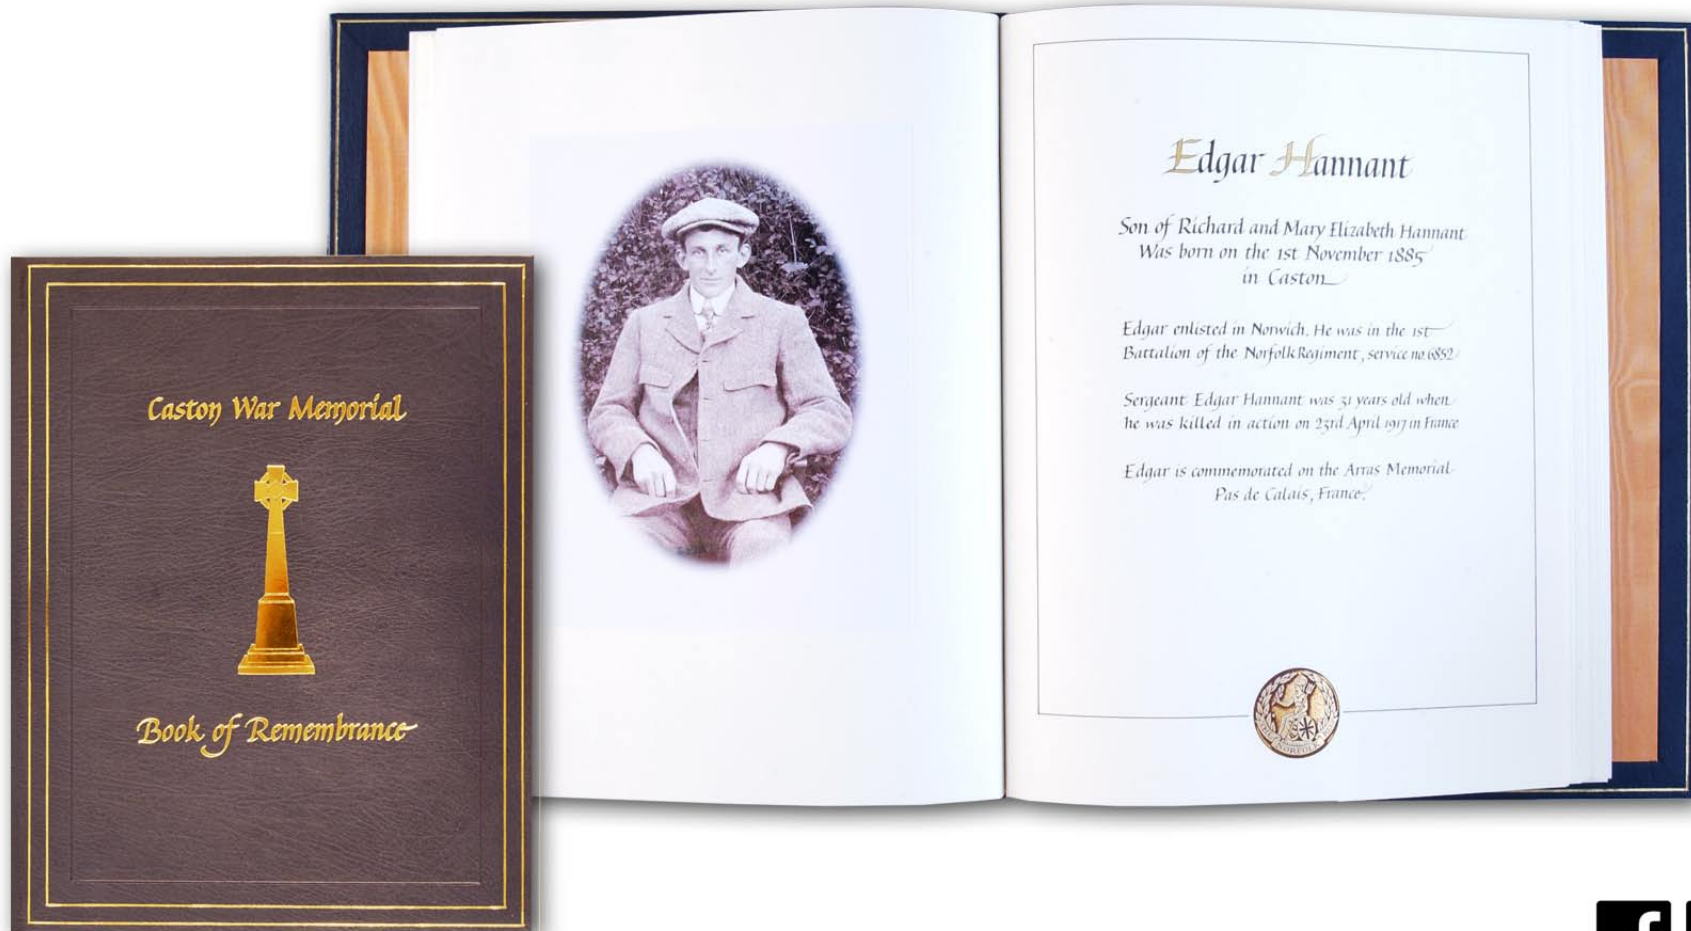 Caston War Memorial
Book of Remembrance
Edgar Hannant
Son of Richard and Mary Elizabeth Hannant
Was born on the 1st November 1885
in Caston
Edgar enlisted in Norwich. He was in the 1st
Battalion of the Norfolk Regiment, service no. 6852
Sergeant Edgar Hannant was 31 years old when
he was killed in action on 23rd April 1917 in France
Edgar is commemorated on the Arras Memorial
Pas de Calais, France.
NORFOLK